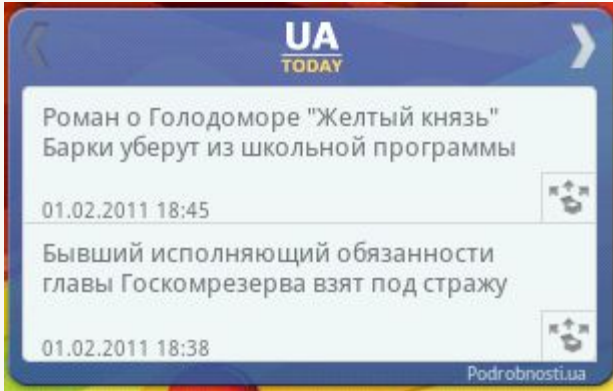 UA
TODAY
Роман о Голодоморе "Желтый князь"
Барки уберут из школьной программы
01.02.2011 18:45
Бывший исполняющий обязанности
главы Госкомрезерва взят под стражу
01.02.2011 18:38
Podrobnosti.ua